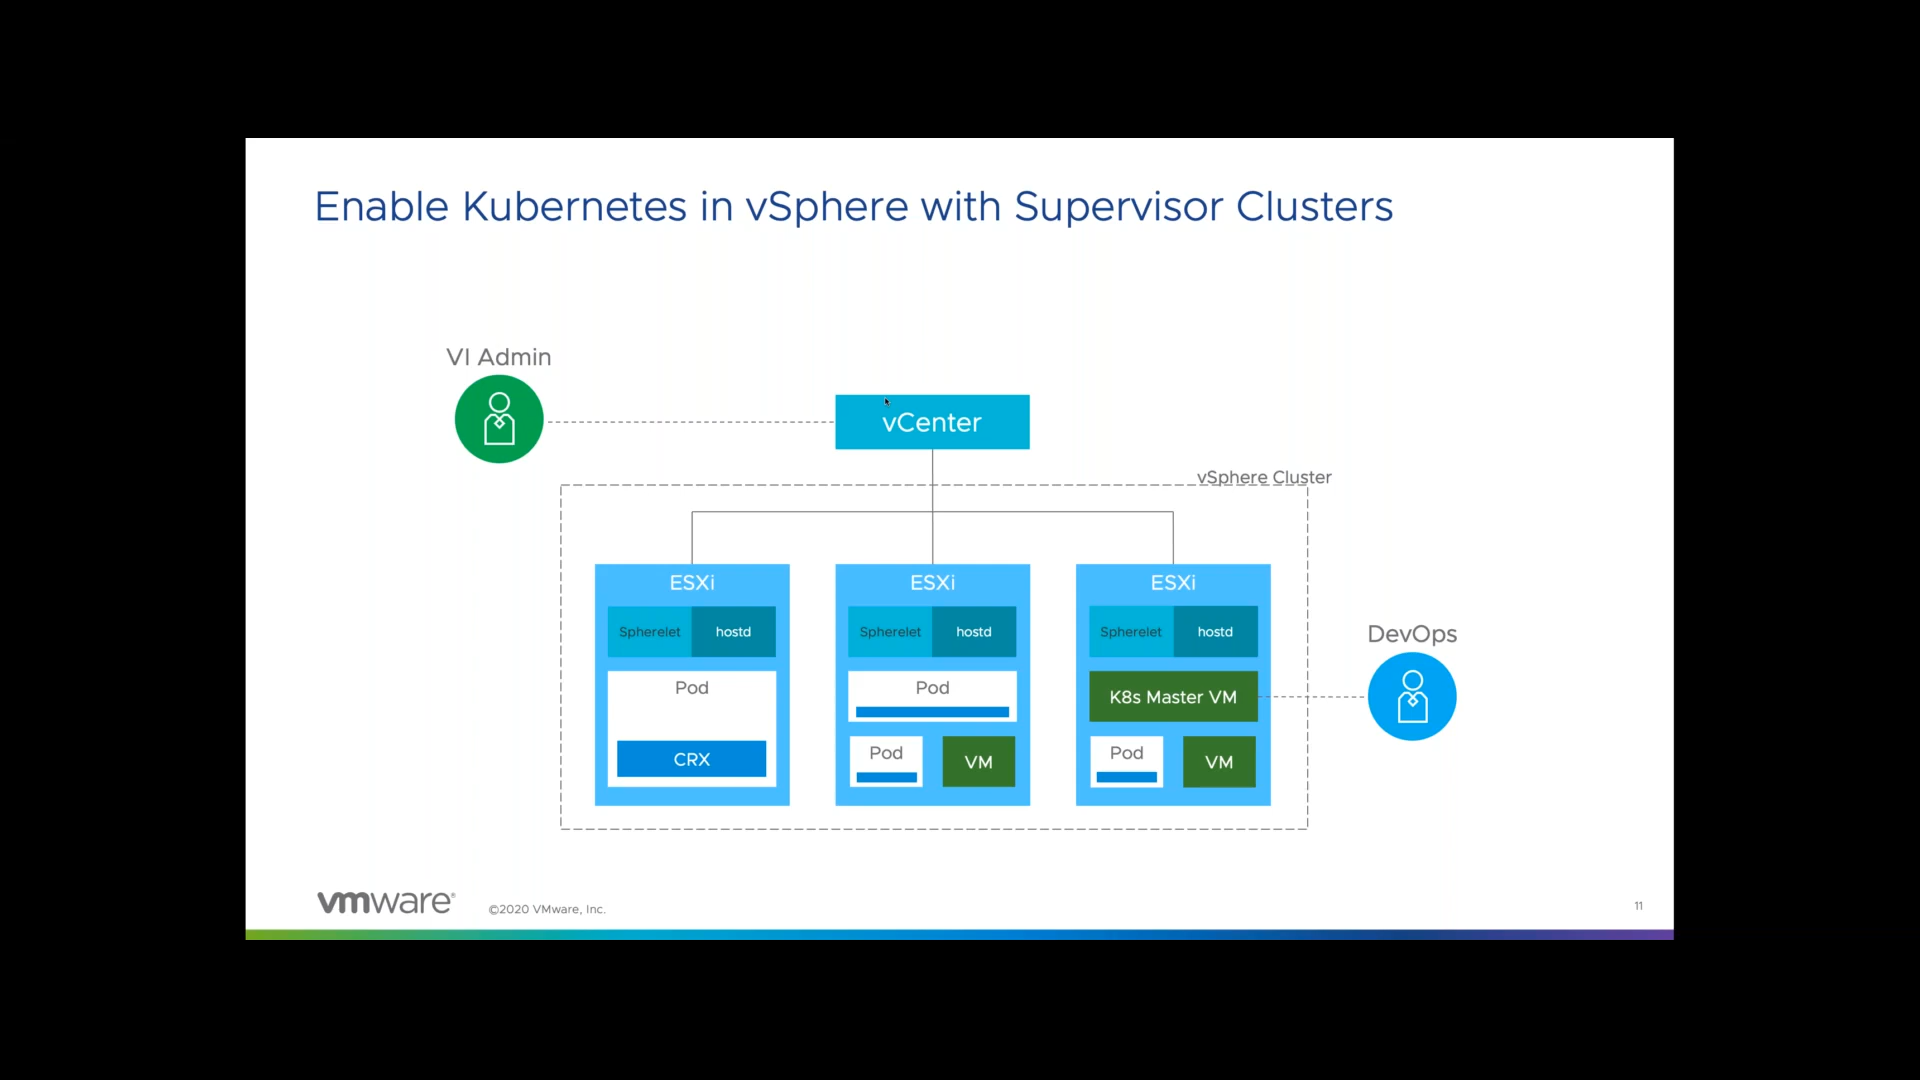 Enable Kubernetes in vSphere with Supervisor Clusters
VI Admin
vCenter
vSphere Cluster
ESXi
Spherelet hostd
Pod
CRX
ESXi
Spherelet hostd
Pod
Pod VM
ESXi
Spherelet hostd
K8s Master VM
Pod VM
DevOps
vmware®
©2020 VMware, Inc.
11